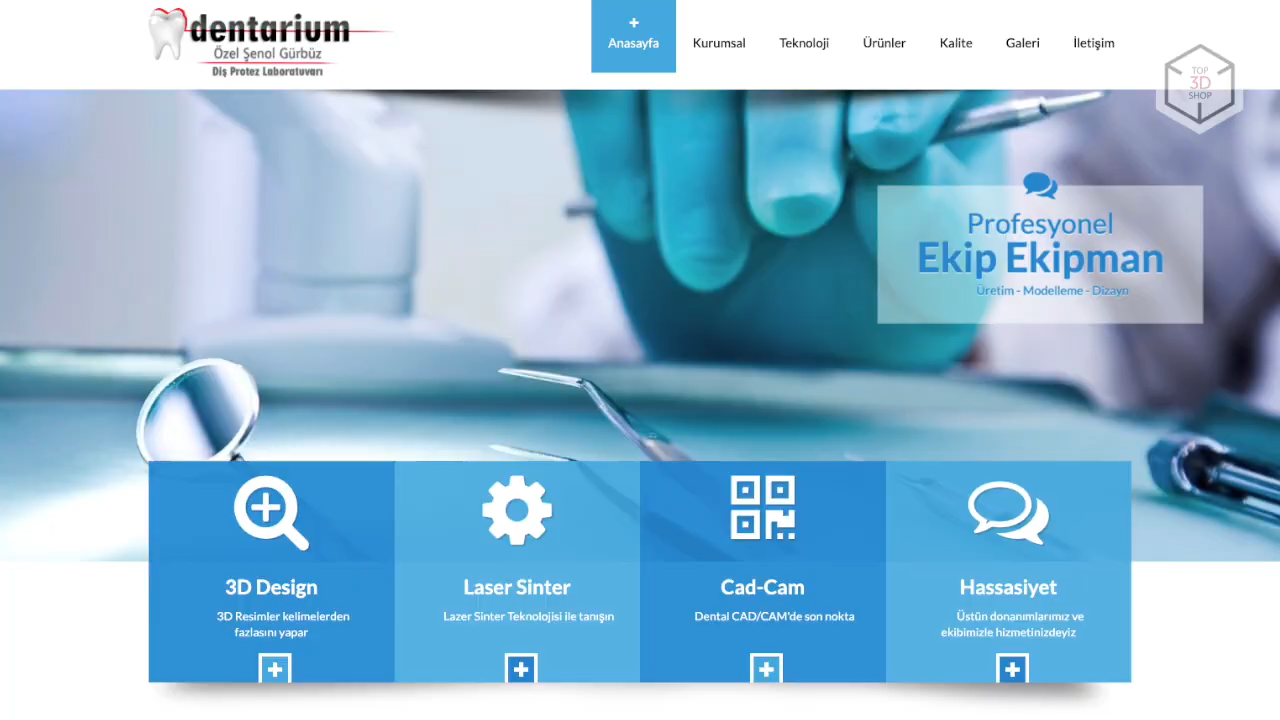 dentarium
Özel Şenol Gürbüz
Diş Protez Laboratuvarı
Anasayfa
Kurumsal
Teknoloji
Ürünler
Kalite
Galeri
İletişim
TOP
3D
SHOP
Profesyonel
Ekip Ekipman
Üretim - Modelleme - Dizayn
3D Design
3D Resimler kelimelerden
fazlasını yapar
Laser Sinter
Lazer Sinter Teknolojisi ile tanışın
Cad-Cam
Dental CAD/CAM'de son nokta
Hassasiyet
Üstün donanımlarımız ve
ekibimizle hizmetinizdeyiz